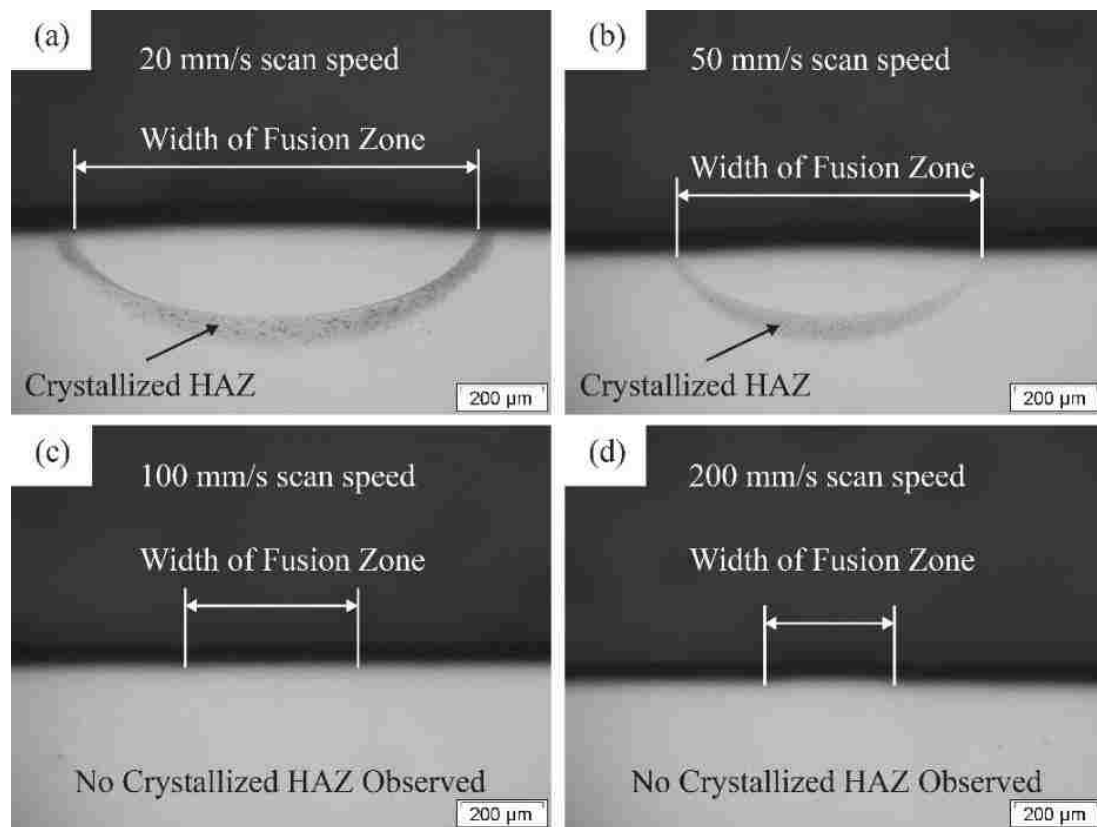 (a)
20 mm/s scan speed
Width of Fusion Zone
Crystallized HAZ
200 μm
(b)
50 mm/s scan speed
Width of Fusion Zone
Crystallized HAZ
200 μm
(c)
100 mm/s scan speed
Width of Fusion Zone
No Crystallized HAZ Observed
200 μm
(d)
200 mm/s scan speed
Width of Fusion Zone
No Crystallized HAZ Observed
200 μm